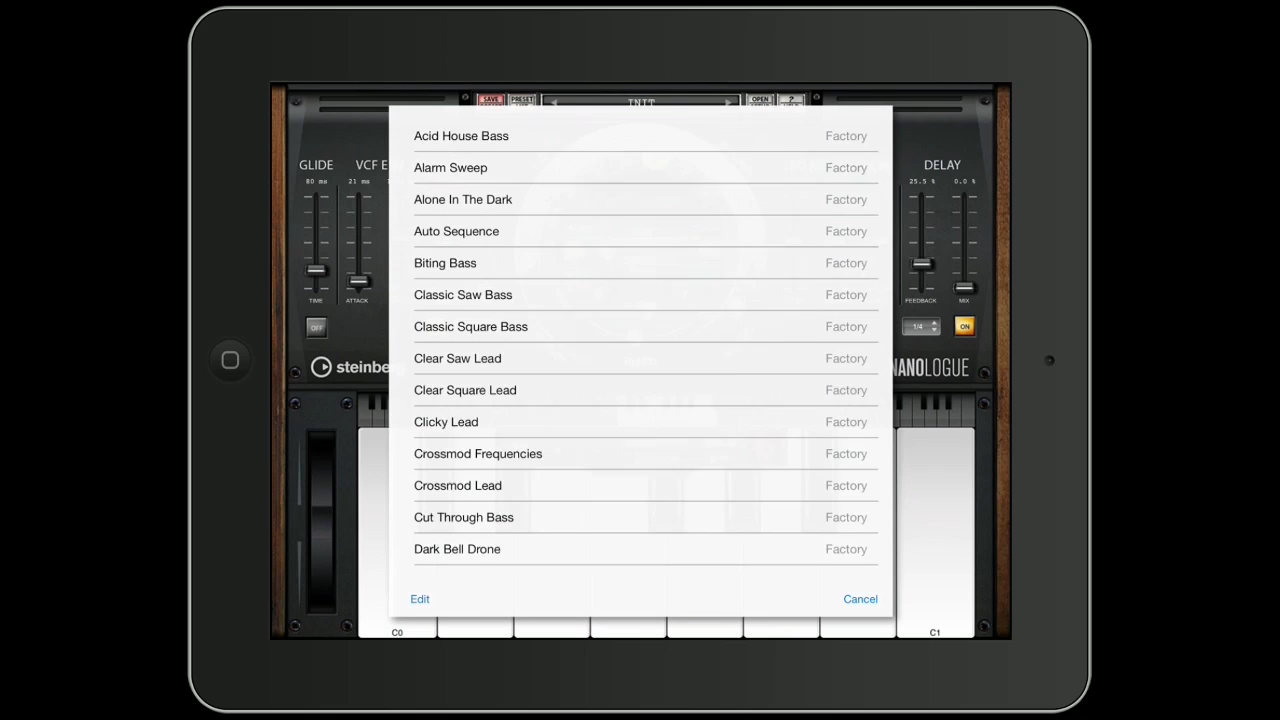 SAVE PRESET INIT OPEN ?
GLIDE VCF E DELAY
80 ms 21 ms 25.5 % 0.0 %
Acid House Bass Factory
Alarm Sweep Factory
Alone In The Dark Factory
Auto Sequence Factory
Biting Bass Factory
Classic Saw Bass Factory
TIME ATTACK FEEDBACK MIX
Classic Square Bass Factory
OFF 1/4 ON
Clear Saw Lead Factory
steinbe NANOLOGUE
Clear Square Lead Factory
Clicky Lead Factory
Crossmod Frequencies Factory
Crossmod Lead Factory
Cut Through Bass Factory
Dark Bell Drone Factory
Edit Cancel
C0 C1